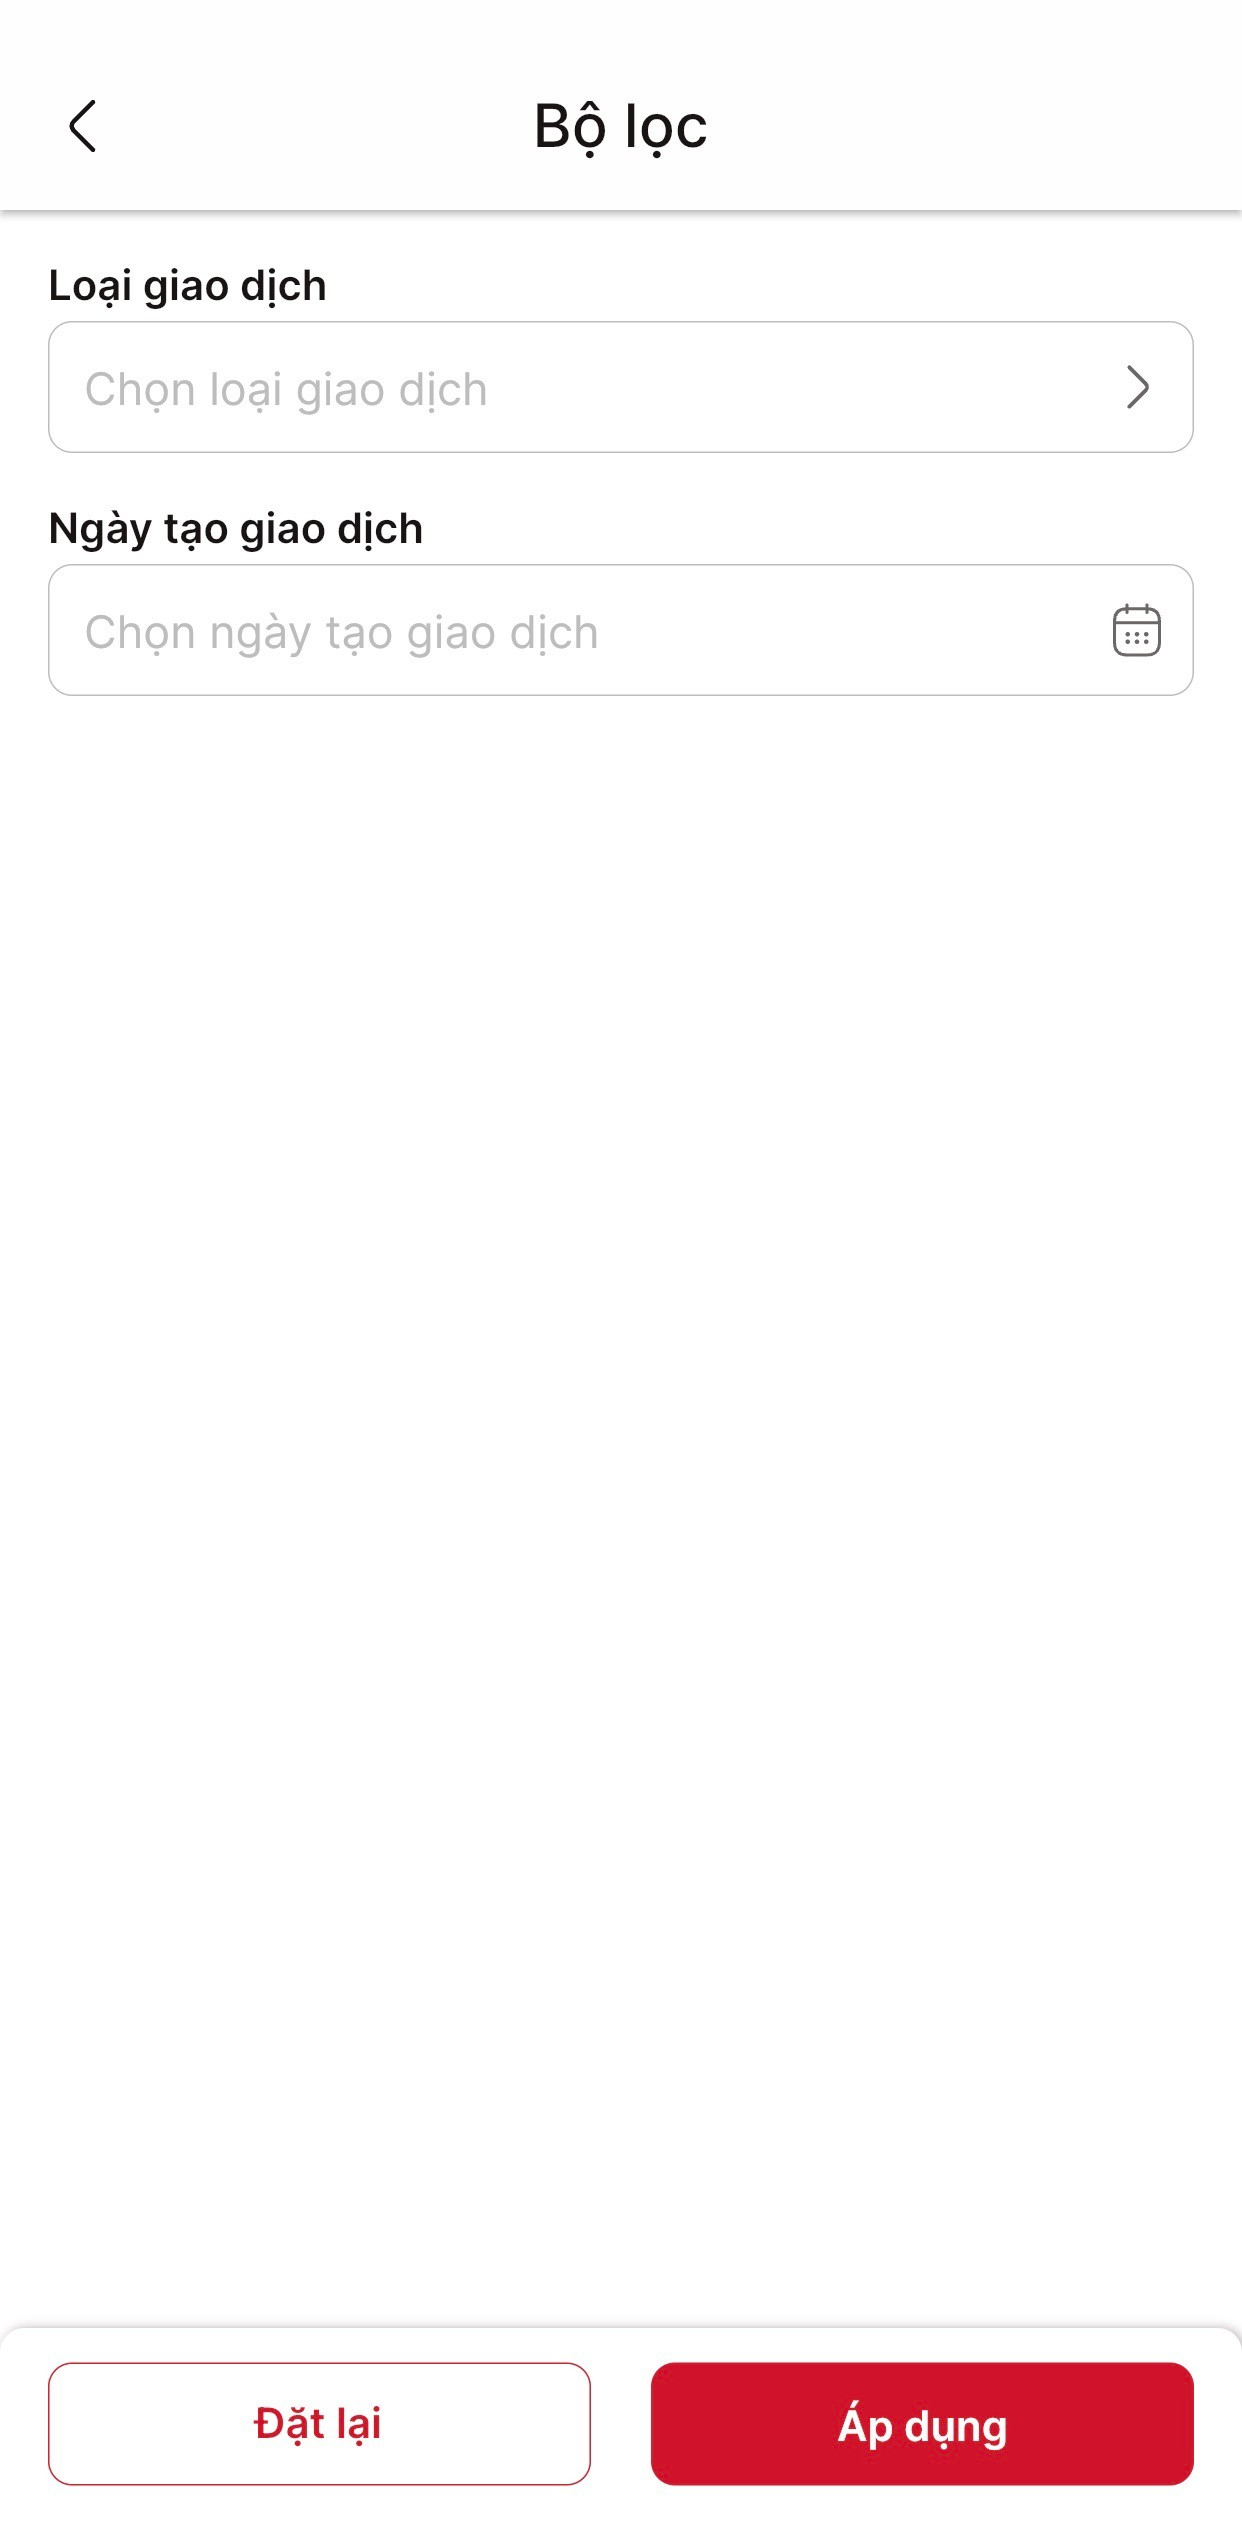 Bộ lọc
Loại giao dịch
Chọn loại giao dịch
Ngày tạo giao dịch
Chọn ngày tạo giao dịch
Đặt lại
Áp dụng